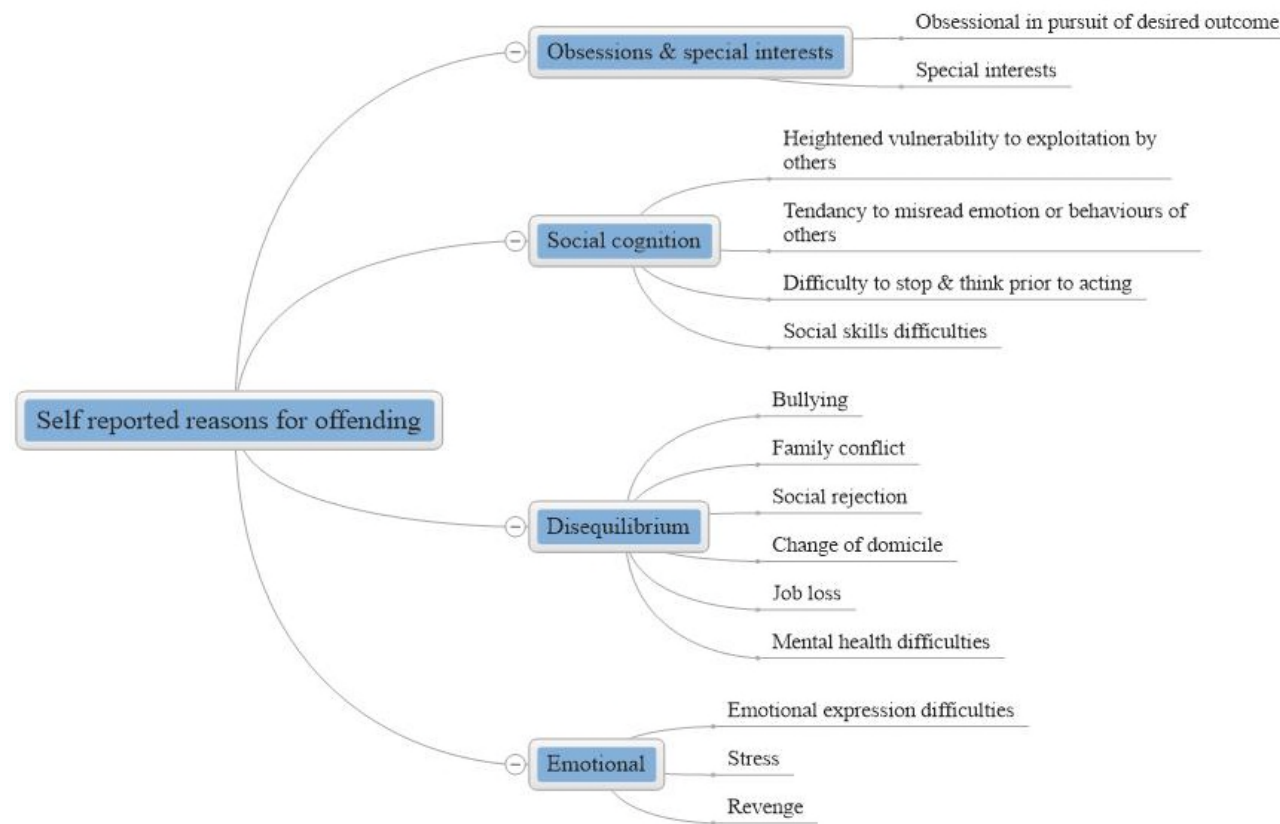 Obsessional in pursuit of desired outcome
Obsessions & special interests
Special interests
Heightened vulnerability to exploitation by
others
Tendancy to misread emotion or behaviours of
others
Social cognition
Difficulty to stop & think prior to acting
Social skills difficulties
Self reported reasons for offending
Bullying
Family conflict
Social rejection
Disequilibrium
Change of domicile
Job loss
Mental health difficulties
Emotional expression difficulties
Emotional
Stress
Revenge